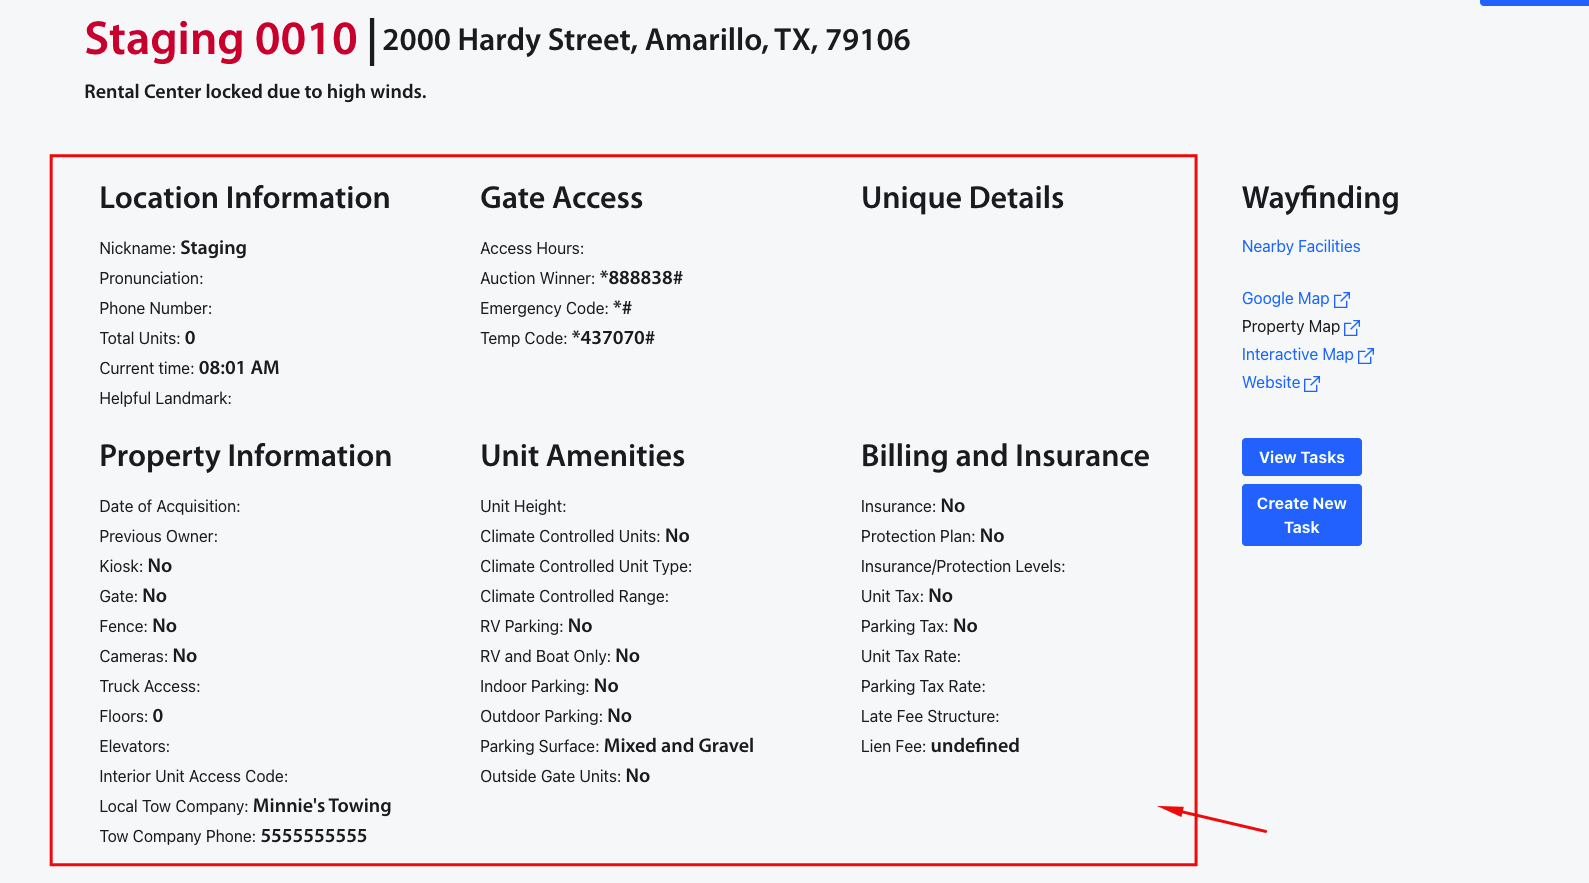 Staging 0010 | 2000 Hardy Street, Amarillo, TX, 79106
Rental Center locked due to high winds.
Location Information
Nickname: Staging
Pronunciation:
Phone Number:
Total Units: 0
Current time: 08:01 AM
Helpful Landmark:
Gate Access
Access Hours:
Auction Winner: *888838#
Emergency Code: *#
Temp Code: *437070#
Unique Details
Property Information
Date of Acquisition:
Previous Owner:
Kiosk: No
Gate: No
Fence: No
Cameras: No
Truck Access:
Floors: 0
Elevators:
Interior Unit Access Code:
Local Tow Company: Minnie's Towing
Tow Company Phone: 5555555555
Unit Amenities
Unit Height:
Climate Controlled Units: No
Climate Controlled Unit Type:
Climate Controlled Range:
RV Parking: No
RV and Boat Only: No
Indoor Parking: No
Outdoor Parking: No
Parking Surface: Mixed and Gravel
Outside Gate Units: No
Billing and Insurance
Insurance: No
Protection Plan: No
Insurance/Protection Levels:
Unit Tax: No
Parking Tax: No
Unit Tax Rate:
Parking Tax Rate:
Late Fee Structure:
Lien Fee: undefined
Wayfinding
Nearby Facilities
Google Map
Property Map
Interactive Map
Website
View Tasks
Create New
Task